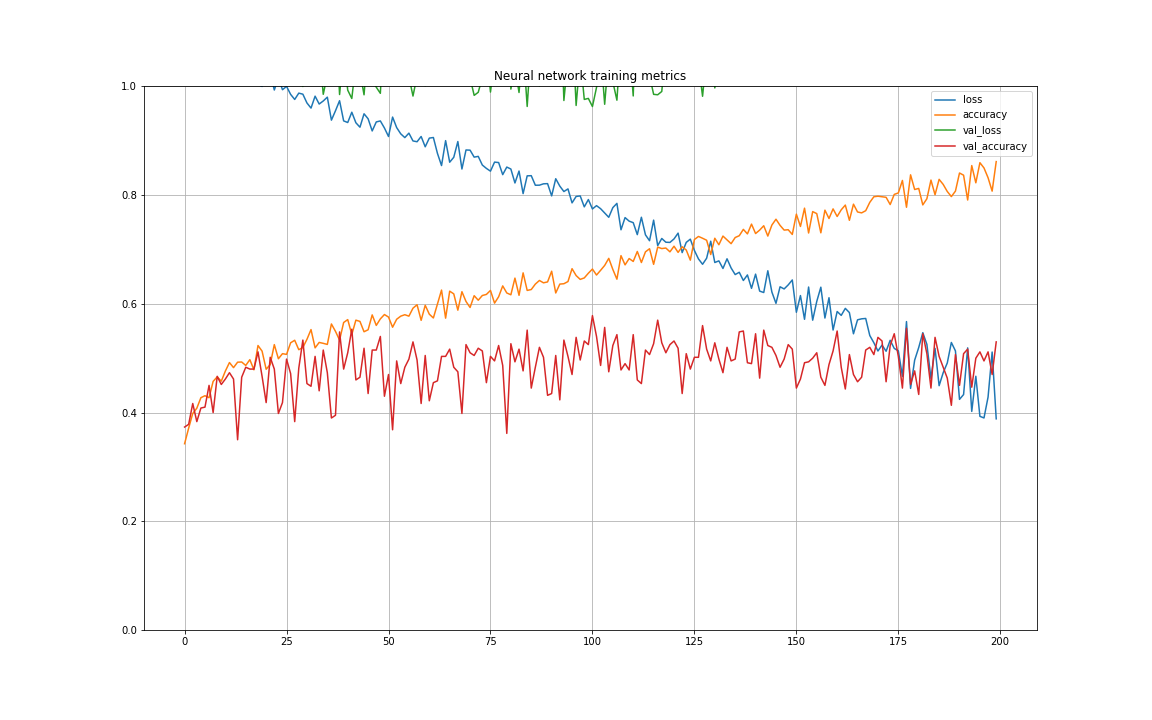 Neural network training metrics
1.0
0.8
0.6
0.4
0.2
0.0
loss
accuracy
val_loss
val_accuracy
0 25 50 75 100 125 150 175 200